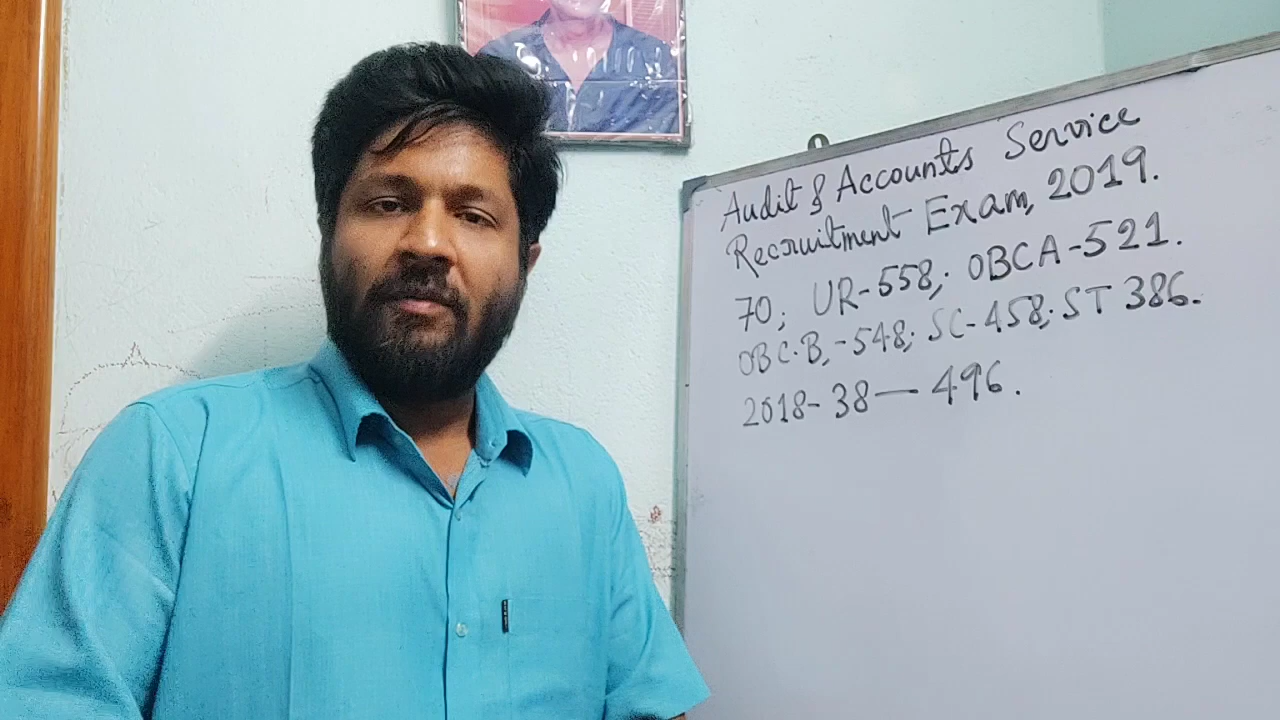 Audit & Accounts Service
Recruitment Exam, 2019.
70; UR-558; OBCA-521.
OBC.B,-548; SC-458; ST 386.
2018-38—496.